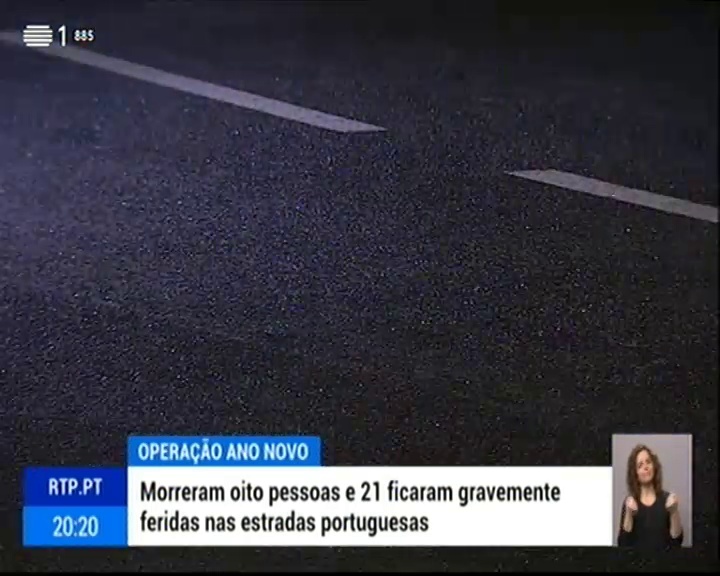 1 885
OPERAÇÃO ANO NOVO
RTP.PT
Morreram oito pessoas e 21 ficaram gravemente
feridas nas estradas portuguesas
20:20